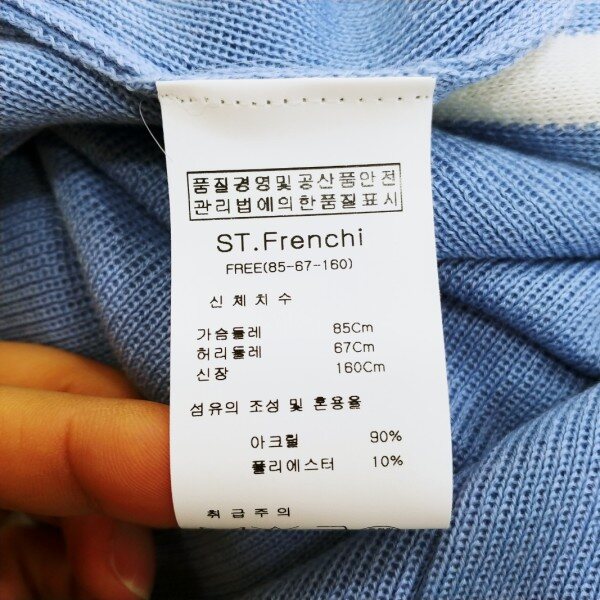 품질경영및공산품안전
관리법에의한품질표시
ST.Frenchi
FREE(85-67-160)
신체치수
가슴둘레 85Cm
허리둘레 67Cm
신장 160Cm
섬유의 조성 및 혼용율
아크릴 90%
폴리에스터 10%
취급주의